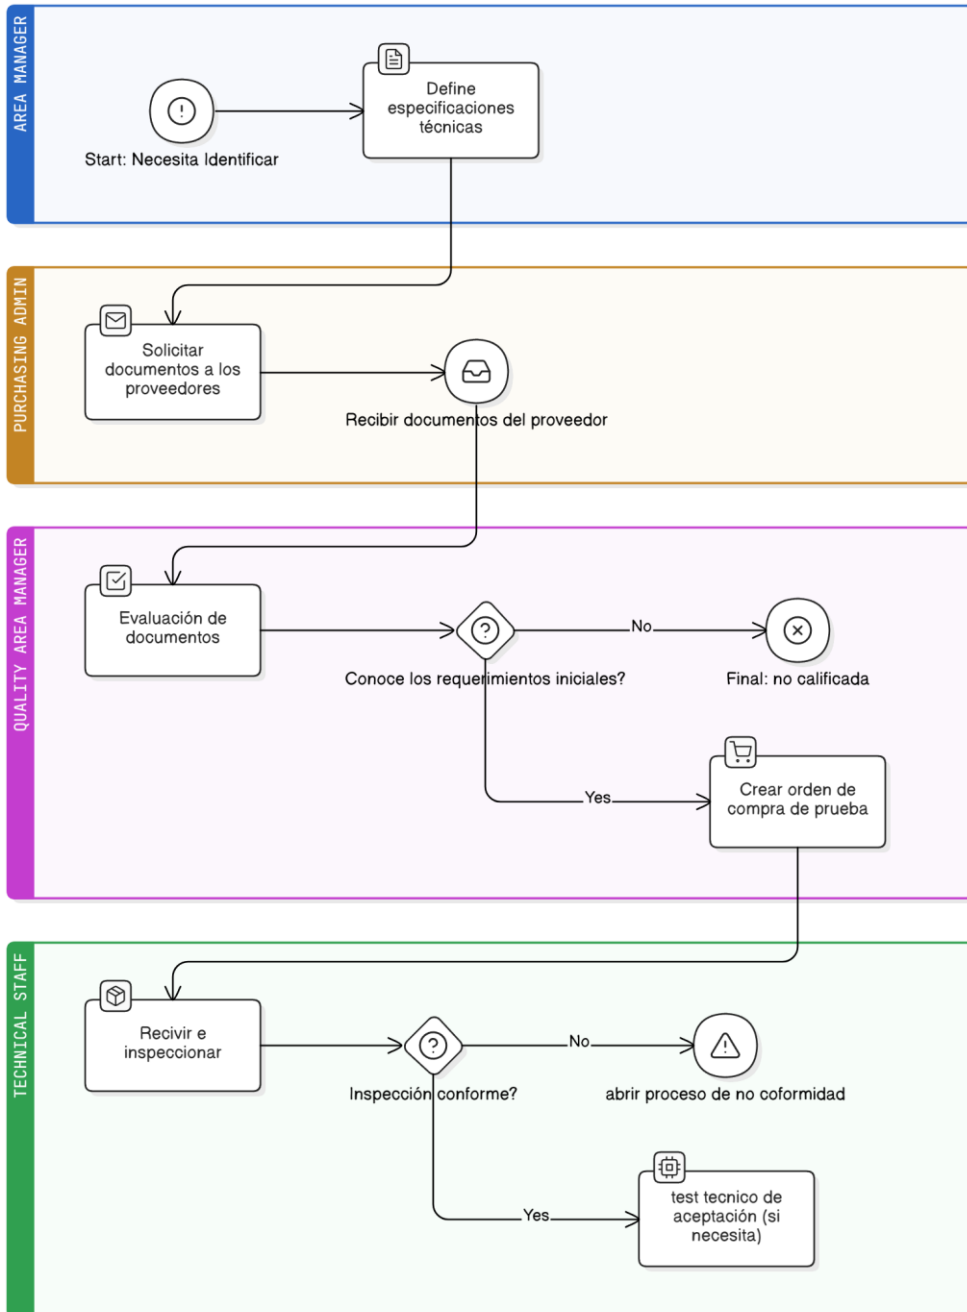 AREA MANAGER
Define
especificaciones
técnicas
Start: Necesita Identificar
PURCHASING ADMIN
Solicitar
documentos a los
proveedores
Recibir documentos del proveedor
QUALITY AREA MANAGER
Evaluación de
documentos
No
Conoce los requerimientos iniciales?
Final: no calificada
Yes
Crear orden de
compra de prueba
TECHNICAL STAFF
Recivir e
inspeccionar
No
Inspección conforme?
abrir proceso de no coformidad
Yes
test tecnico de
aceptación (si
necesita)